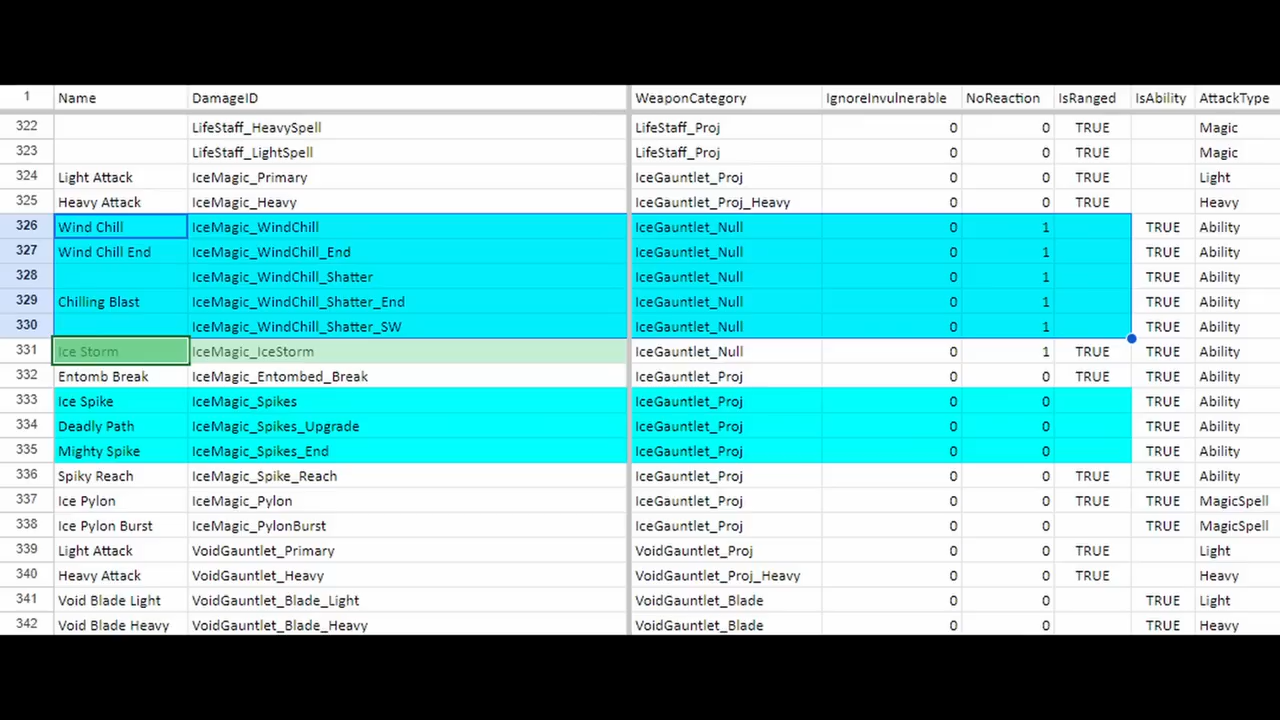 1 Name DamageID WeaponCategory IgnoreInvulnerable NoReaction IsRanged IsAbility AttackType
322 LifeStaff_HeavySpell LifeStaff_Proj 0 0 TRUE Magic
323 LifeStaff_LightSpell LifeStaff_Proj 0 0 TRUE Magic
324 Light Attack IceMagic_Primary IceGauntlet_Proj 0 0 TRUE Light
325 Heavy Attack IceMagic_Heavy IceGauntlet_Proj_Heavy 0 0 TRUE Heavy
326 Wind Chill IceMagic_WindChill IceGauntlet_Null 0 1 TRUE Ability
327 Wind Chill End IceMagic_WindChill_End IceGauntlet_Null 0 1 TRUE Ability
328 IceMagic_WindChill_Shatter IceGauntlet_Null 0 1 TRUE Ability
329 Chilling Blast IceMagic_WindChill_Shatter_End IceGauntlet_Null 0 1 TRUE Ability
330 IceMagic_WindChill_Shatter_SW IceGauntlet_Null 0 1 TRUE Ability
331 Ice Storm IceMagic_IceStorm IceGauntlet_Null 0 1 TRUE TRUE Ability
332 Entomb Break IceMagic_Entombed_Break IceGauntlet_Proj 0 0 TRUE TRUE Ability
333 Ice Spike IceMagic_Spikes IceGauntlet_Proj 0 0 TRUE Ability
334 Deadly Path IceMagic_Spikes_Upgrade IceGauntlet_Proj 0 0 TRUE Ability
335 Mighty Spike IceMagic_Spikes_End IceGauntlet_Proj 0 0 TRUE Ability
336 Spiky Reach IceMagic_Spike_Reach IceGauntlet_Proj 0 0 TRUE TRUE Ability
337 Ice Pylon IceMagic_Pylon IceGauntlet_Proj 0 0 TRUE TRUE MagicSpell
338 Ice Pylon Burst IceMagic_PylonBurst IceGauntlet_Proj 0 0 TRUE MagicSpell
339 Light Attack VoidGauntlet_Primary VoidGauntlet_Proj 0 0 TRUE Light
340 Heavy Attack VoidGauntlet_Heavy VoidGauntlet_Proj_Heavy 0 0 TRUE Heavy
341 Void Blade Light VoidGauntlet_Blade_Light VoidGauntlet_Blade 0 0 TRUE Light
342 Void Blade Heavy VoidGauntlet_Blade_Heavy VoidGauntlet_Blade 0 0 TRUE Heavy